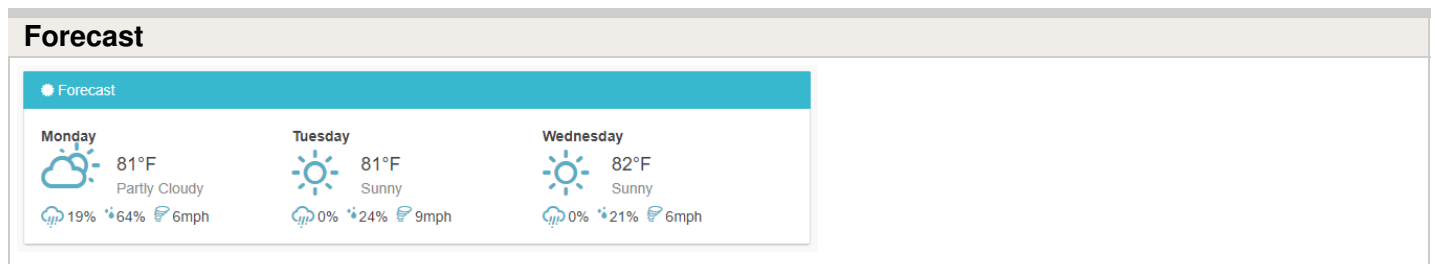 Forecast
Forecast
Monday
81°F
Partly Cloudy
19% 64% 6mph
Tuesday
81°F
Sunny
0% 24% 9mph
Wednesday
82°F
Sunny
0% 21% 6mph